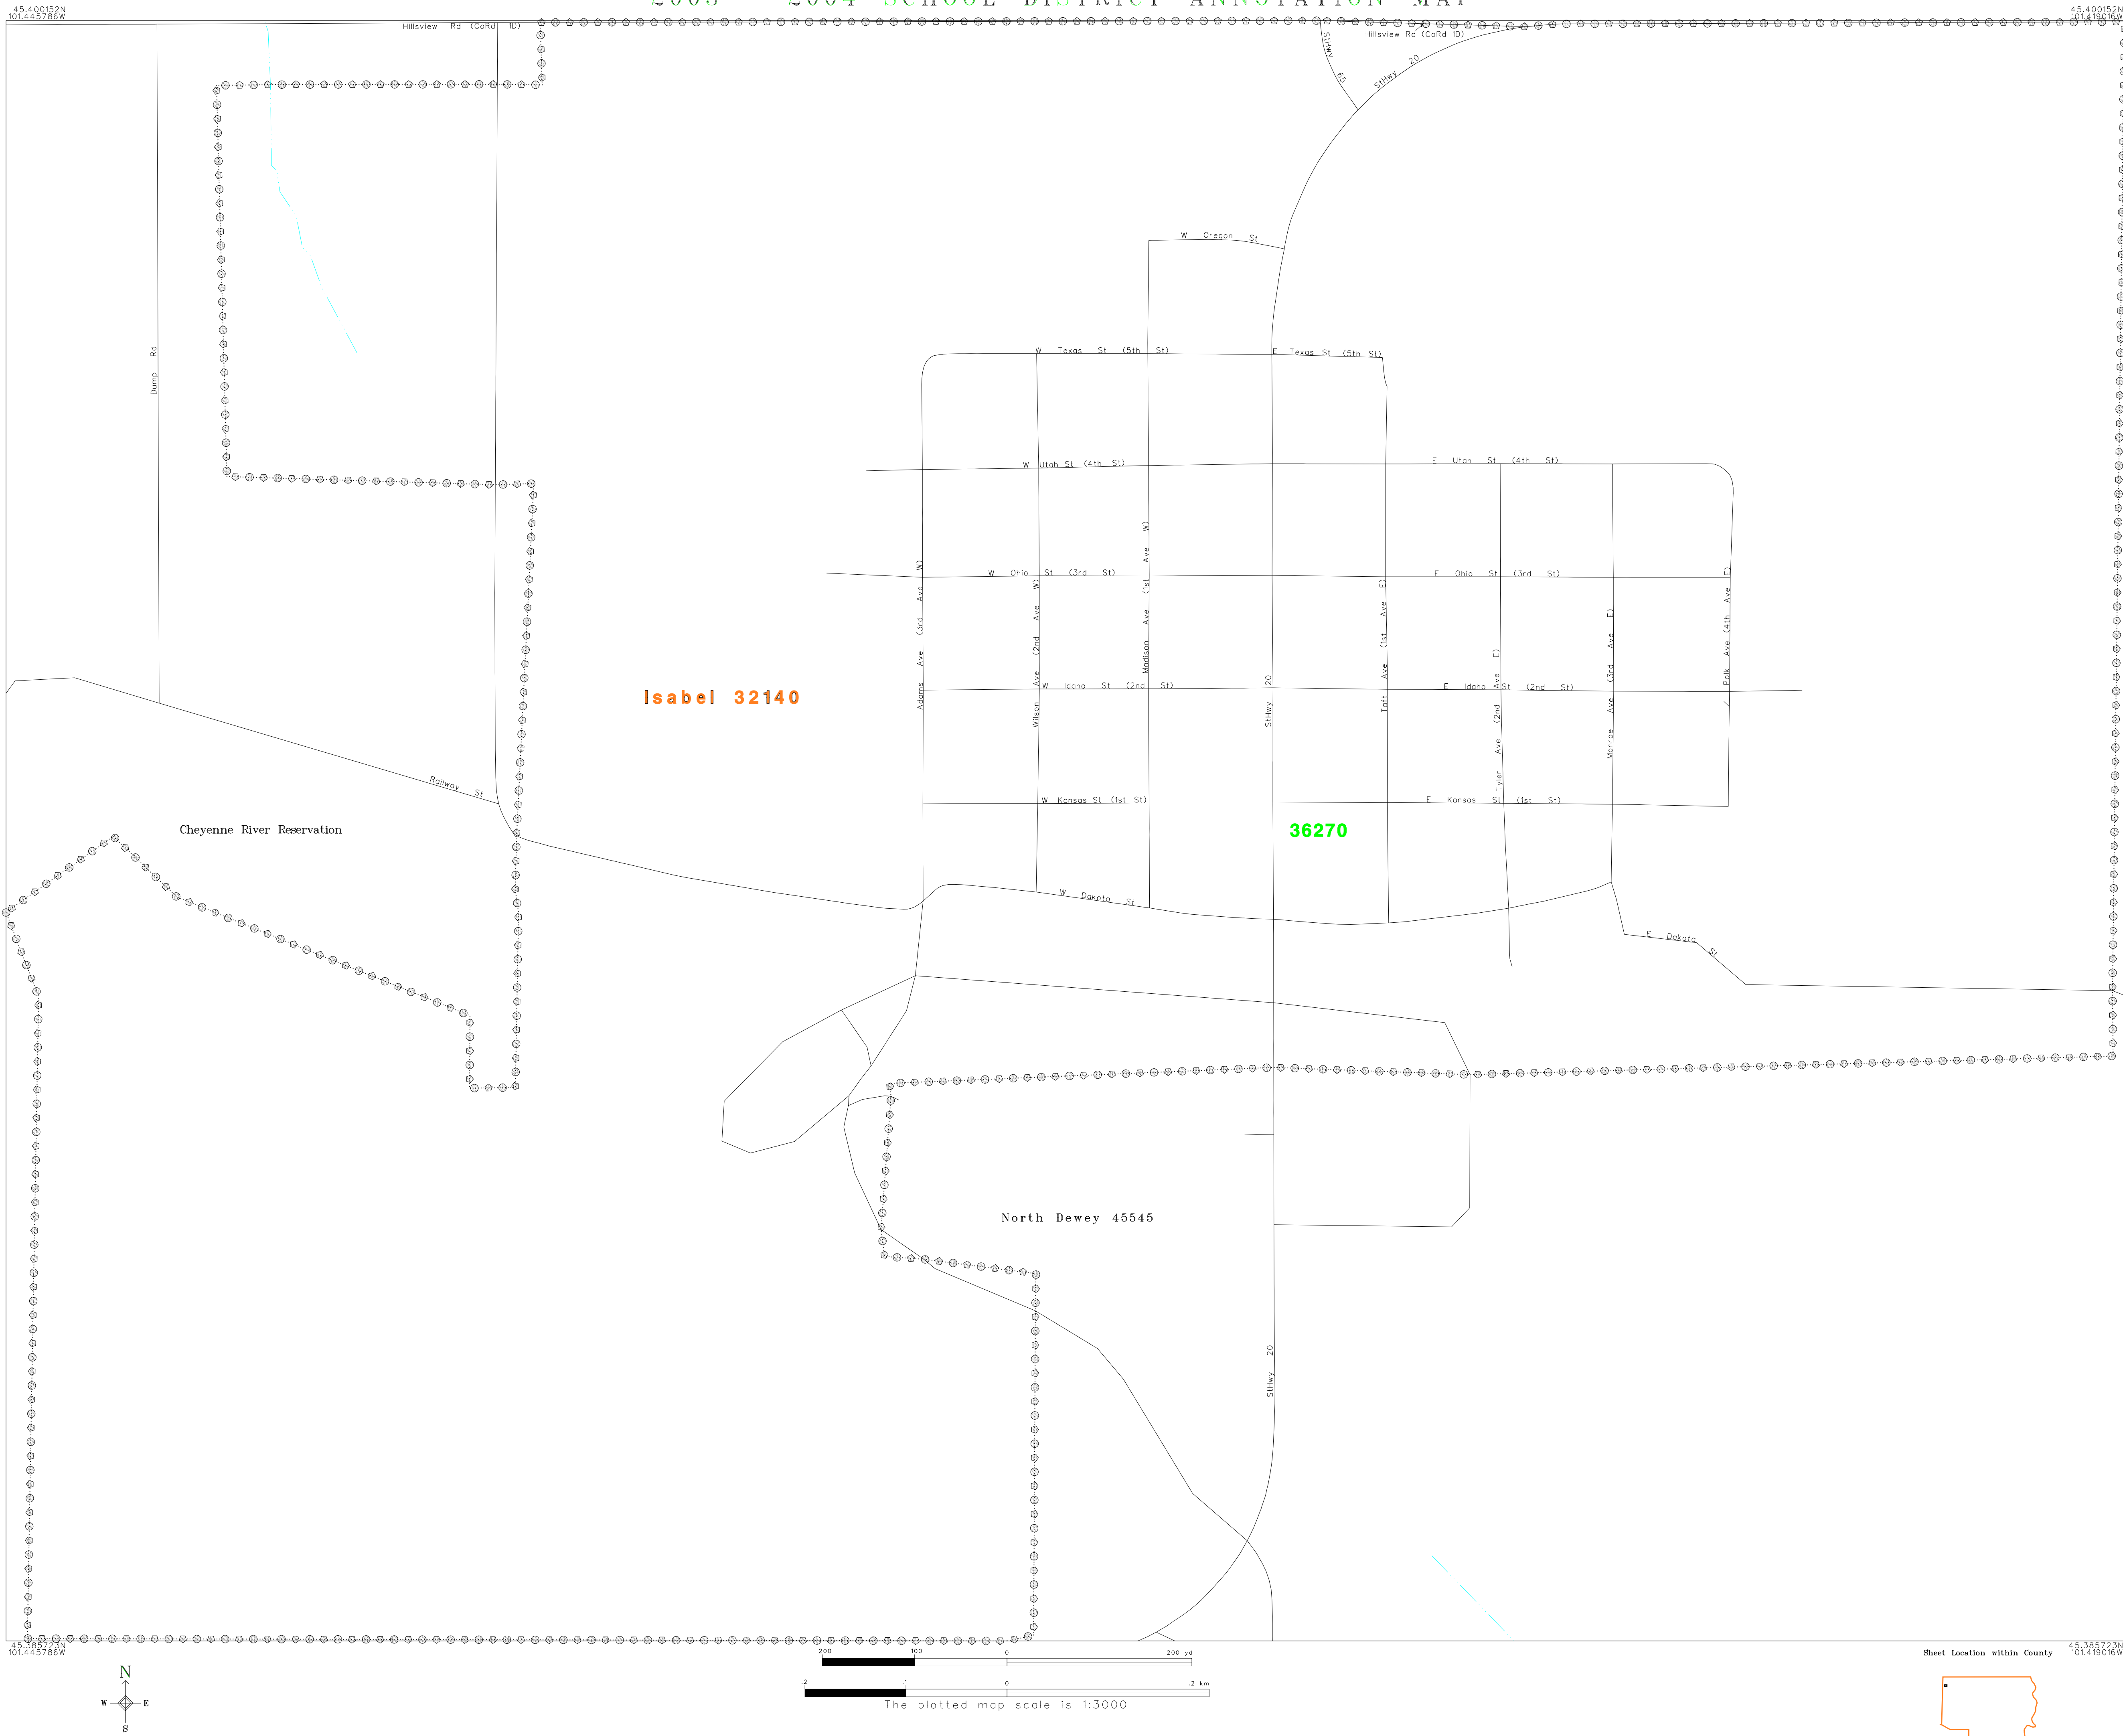 2003 2004 SCHOOL DISTRICT ANNOTATION MAP
45.400152N
101.445786W
45.400152N
101.419016W
Hillsview Rd (CoRd 1D)
Hillsview Rd (CoRd 1D)
StHwy 65
StHwy 20
W Oregon St
Dump Rd
W Texas St (5th St)
E Texas St (5th St)
W Utah St (4th St)
E Utah St (4th St)
W Ohio St (3rd St)
E Ohio St (3rd St)
Adams Ave (3rd Ave W)
Wilson Ave (2nd Ave W)
Madison Ave (1st Ave W)
StHwy 20
Taft Ave (1st Ave E)
Tyler Ave (2nd Ave E)
Monroe Ave (3rd Ave E)
Polk Ave (4th Ave E)
Isabel 32140
W Idaho St (2nd St)
E Idaho St (2nd St)
Railway St
W Kansas St (1st St)
E Kansas St (1st St)
Cheyenne River Reservation
36270
W Dakota St
E Dakota St
North Dewey 45545
StHwy 20
45.385723N
101.445786W
45.385723N
101.419016W
200 100 0 200 yd
.2 .1 0 .2 km
The plotted map scale is 1:3000
N
W E
S
Sheet Location within County